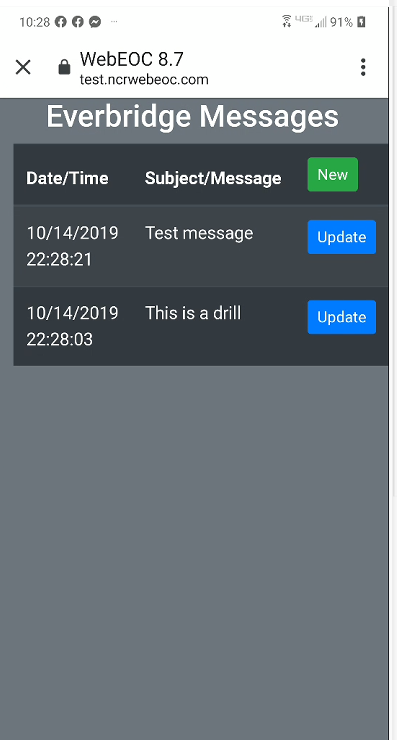 10:28 91%
WebEOC 8.7
test.ncrwebeoc.com
Everbridge Messages
Date/Time Subject/Message New
10/14/2019 Test message Update
22:28:21
10/14/2019 This is a drill Update
22:28:03